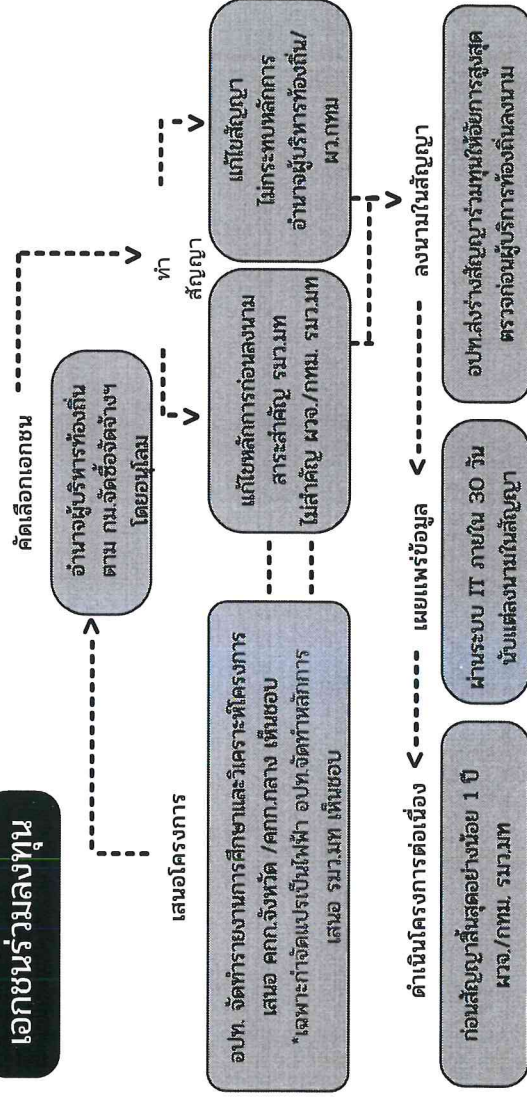 เอกชนร่วมลงทุน
เสนอโครงการ
อปท. จัดทำรายงานการศึกษาและวิเคราะห์โครงการ
เสนอ คกก.จังหวัด /คกก.กลาง เห็นชอบ
*เฉพาะกำจัดแปรเป็นไฟฟ้า อปท.จัดทำหลักการ
เสนอ รมว.มท เห็นชอบ
คัดเลือกเอกชน
อำนาจผู้บริหารท้องถิ่น
ตาม กม.จัดซื้อจัดจ้างฯ
โดยอนุโลม
ทำ
สัญญา
แก้ไขหลักการก่อนลงนาม
สาระสำคัญ รมว.มท
ไม่สำคัญ ผวจ./กทม. รมว.มท
แก้ไขสัญญา
ไม่กระทบหลักการ
อำนาจผู้บริหารท้องถิ่น/
ผว.กทม
ลงนามในสัญญา
อปท.ส่งร่างสัญญาร่วมทุนให้อัยการสูงสุด
ตรวจก่อนผู้บริการท้องถิ่นลงนาม
เผยแพร่ข้อมูล
ผ่านระบบ IT ภายใน 30 วัน
นับแต่ลงนามในสัญญา
ดำเนินโครงการต่อเนื่อง
ก่อนสัญญาสิ้นสุดอย่างน้อย 1 ปี
ผวจ./กทม. รมว.มท